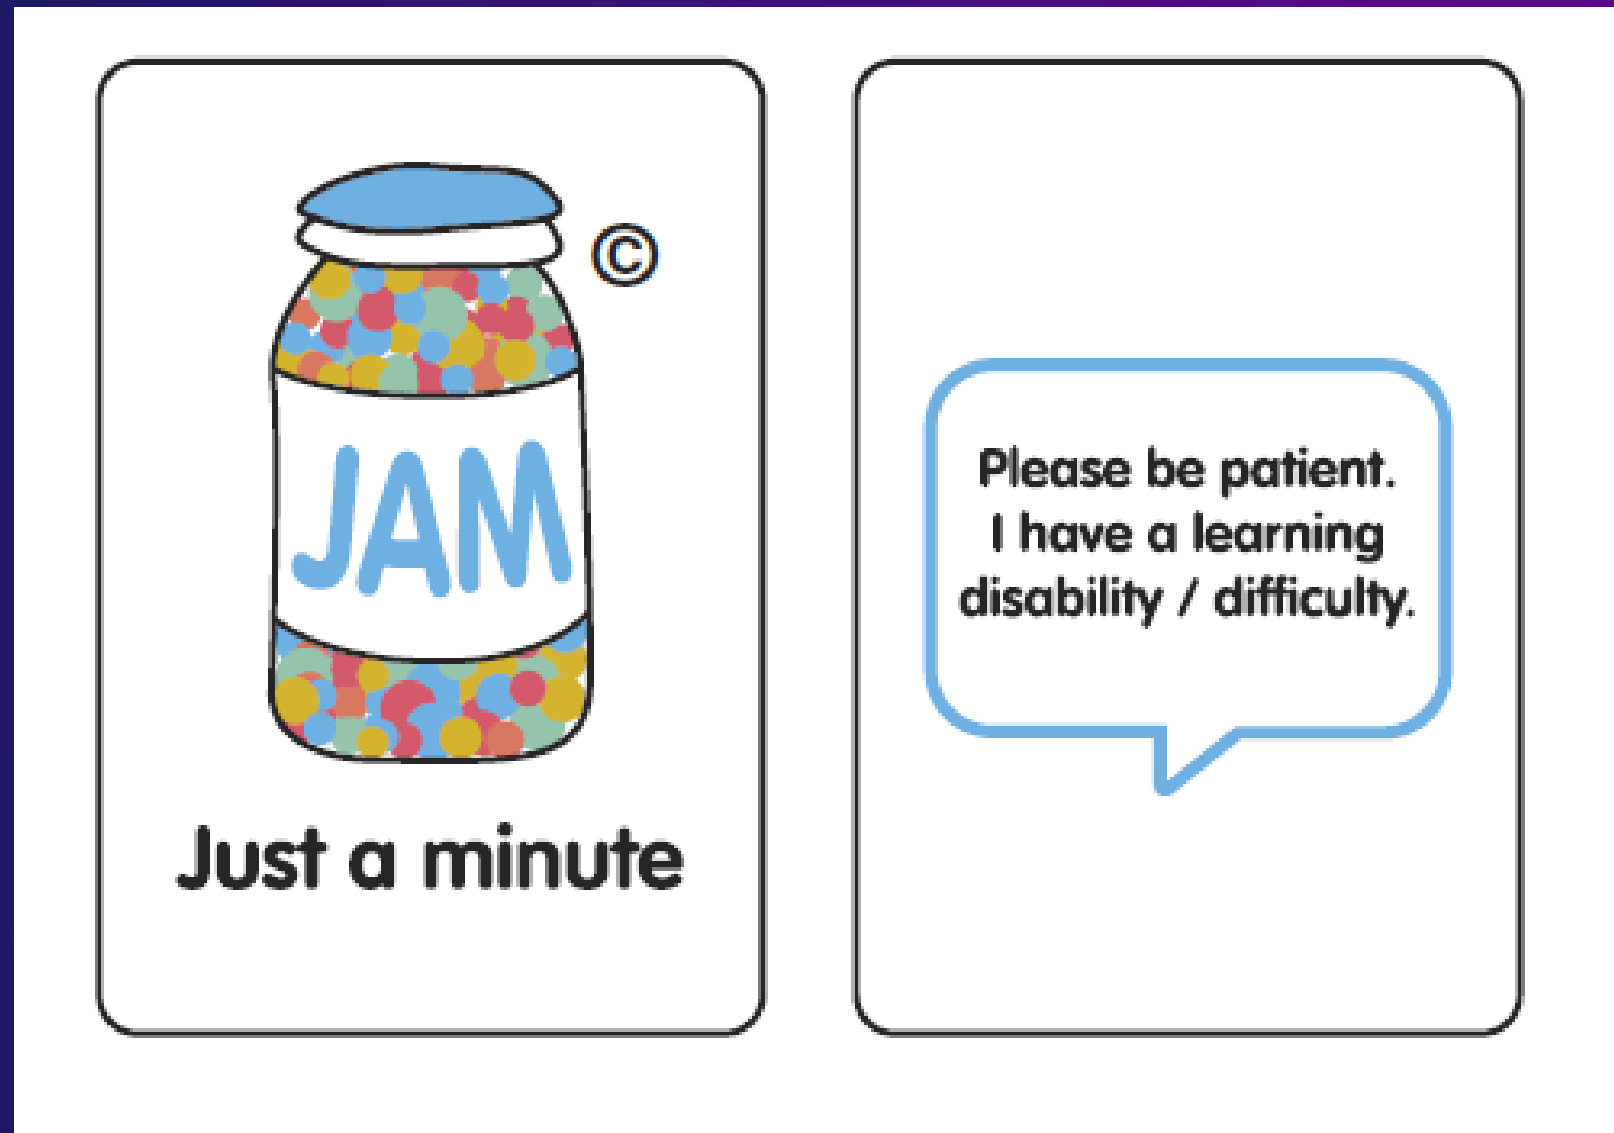 ©
JAM
Just a minute
Please be patient.
I have a learning
disability / difficulty.